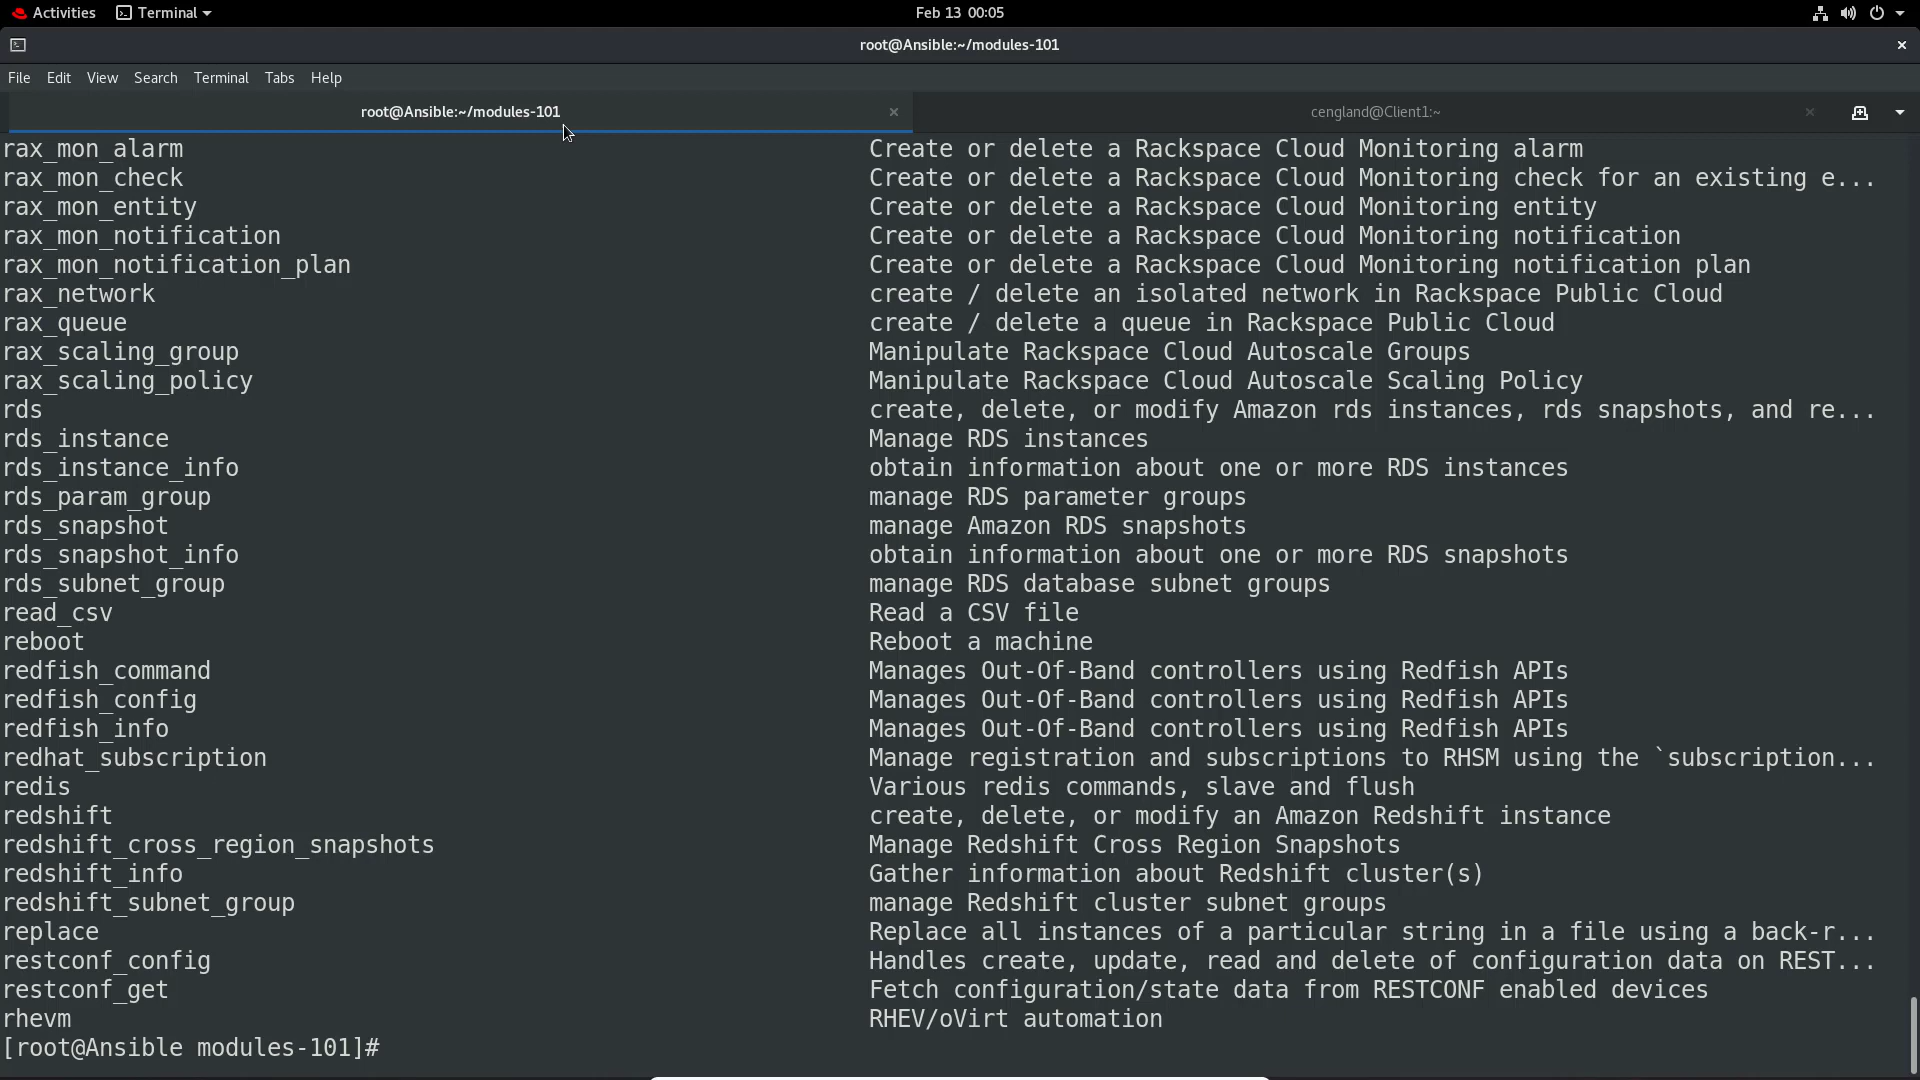 Activities Terminal Feb 13 00:05
root@Ansible:~/modules-101
File Edit View Search Terminal Tabs Help
root@Ansible:~/modules-101 cengland@Client1:~
rax_mon_alarm Create or delete a Rackspace Cloud Monitoring alarm
rax_mon_check Create or delete a Rackspace Cloud Monitoring check for an existing e...
rax_mon_entity Create or delete a Rackspace Cloud Monitoring entity
rax_mon_notification Create or delete a Rackspace Cloud Monitoring notification
rax_mon_notification_plan Create or delete a Rackspace Cloud Monitoring notification plan
rax_network create / delete an isolated network in Rackspace Public Cloud
rax_queue create / delete a queue in Rackspace Public Cloud
rax_scaling_group Manipulate Rackspace Cloud Autoscale Groups
rax_scaling_policy Manipulate Rackspace Cloud Autoscale Scaling Policy
rds create, delete, or modify Amazon rds instances, rds snapshots, and re...
rds_instance Manage RDS instances
rds_instance_info obtain information about one or more RDS instances
rds_param_group manage RDS parameter groups
rds_snapshot manage Amazon RDS snapshots
rds_snapshot_info obtain information about one or more RDS snapshots
rds_subnet_group manage RDS database subnet groups
read_csv Read a CSV file
reboot Reboot a machine
redfish_command Manages Out-Of-Band controllers using Redfish APIs
redfish_config Manages Out-Of-Band controllers using Redfish APIs
redfish_info Manages Out-Of-Band controllers using Redfish APIs
redhat_subscription Manage registration and subscriptions to RHSM using the `subscription...
redis Various redis commands, slave and flush
redshift create, delete, or modify an Amazon Redshift instance
redshift_cross_region_snapshots Manage Redshift Cross Region Snapshots
redshift_info Gather information about Redshift cluster(s)
redshift_subnet_group manage Redshift cluster subnet groups
replace Replace all instances of a particular string in a file using a back-r...
restconf_config Handles create, update, read and delete of configuration data on REST...
restconf_get Fetch configuration/state data from RESTCONF enabled devices
rhevm RHEV/oVirt automation
[root@Ansible modules-101]#